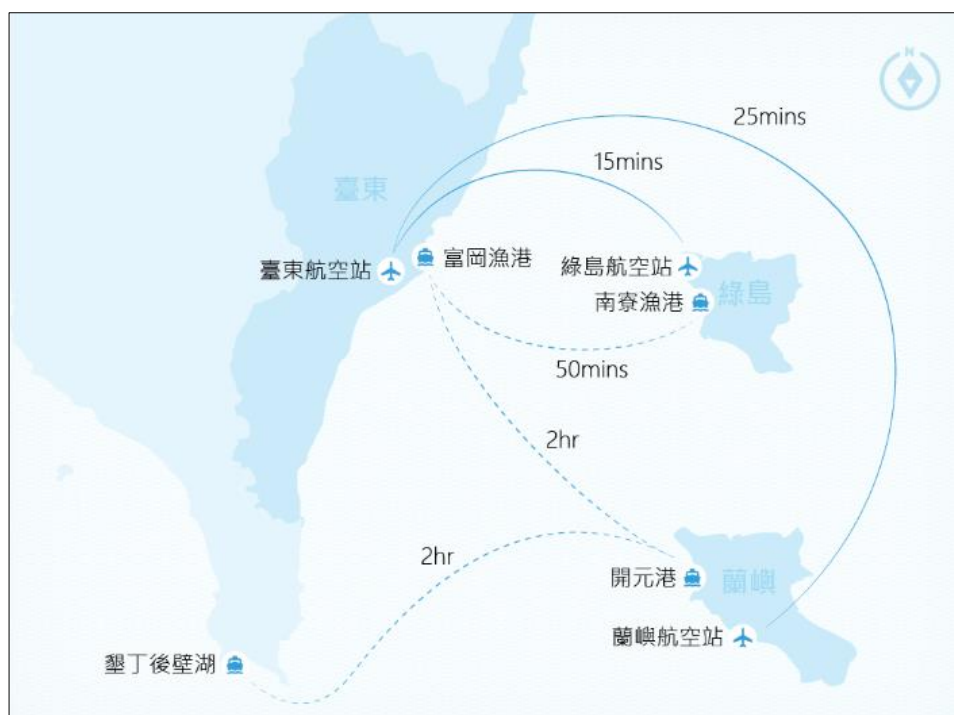 N
25mins
15mins
臺東
臺東航空站
富岡漁港
綠島航空站
綠島
南寮漁港
50mins
2hr
2hr
開元港
蘭嶼
蘭嶼航空站
墾丁後壁湖